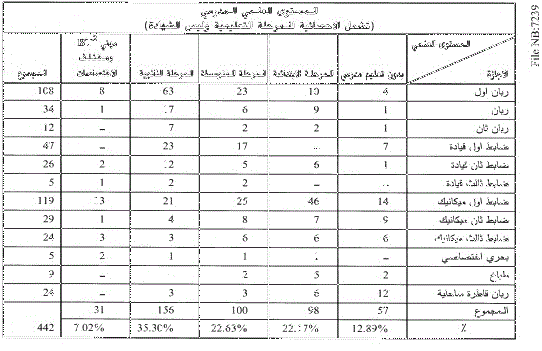 المستوى العلمي المدرسي
(تشمل الاحصائية المرحلة التعليمية وليس الشهادة)
المستوى العلمي الاجازة بدون تعليم مدرسي المرحلة الابتدائية المرحلة المتوسطة المرحلة الثانوية مهني ومختلف الاختصاصات المجموع
ربان اول 4 10 23 63 8 108
ربان 1 9 6 17 1 34
ربان ثان 1 2 2 7 – 12
ضابط اول قيادة 7 – 17 23 – 47
ضابط ثان قيادة 1 6 5 12 2 26
ضابط ثالث قيادة – – 2 2 1 5
ضابط اول ميكانيك 14 46 25 21 13 119
ضابط ثان ميكانيك 9 7 8 4 1 29
ضابط ثالث ميكانيك 6 6 6 3 3 24
بحري اختصاصي – 1 1 2 5
طباخ 2 5 2 – 9
ربان قاطرة ساحلية 12 6 3 3 – 24
المجموع 57 98 100 156 31
٪ 12.89% 22.17% 22.63% 35.30% 7.02% 442
File NB:7239